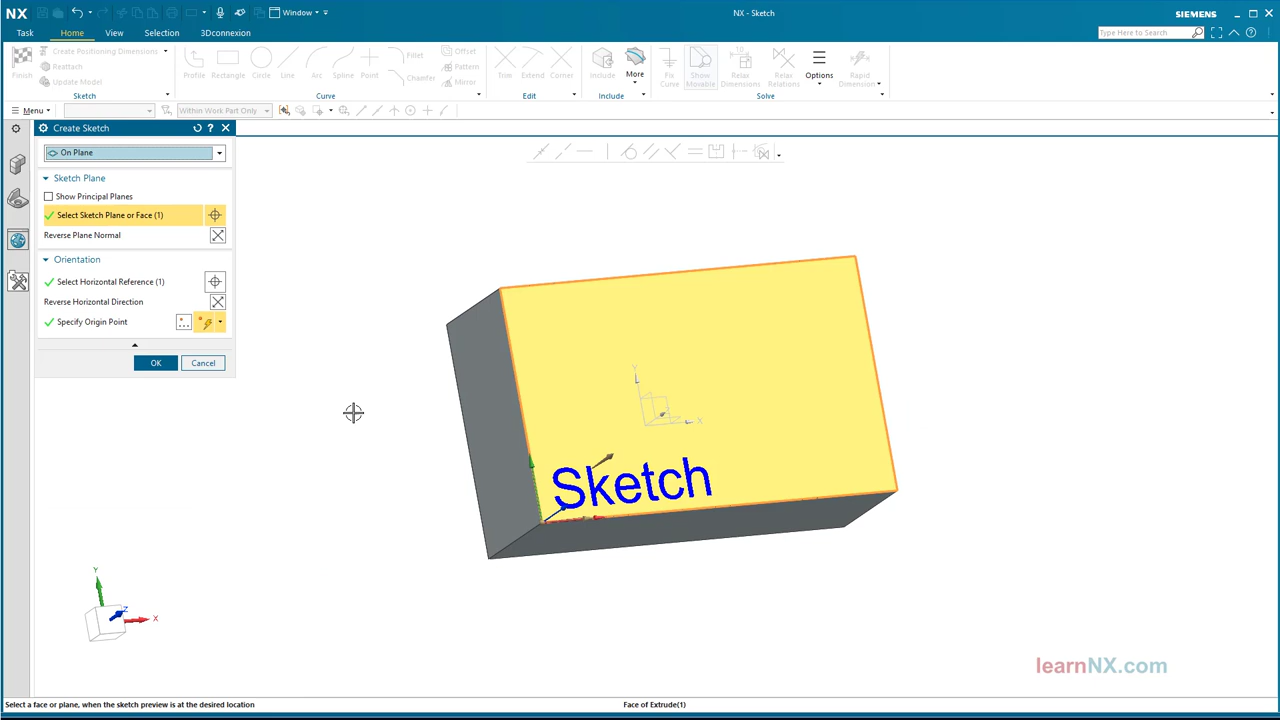 NX
Window
NX - Sketch
SIEMENS
Task
Home
View
Selection
3Dconnexion
Type Here to Search
Finish
Create Positioning Dimensions
Reattach
Update Model
Sketch
Profile
Rectangle
Circle
Line
Arc
Spline
Point
Fillet
Chamfer
Offset
Pattern
Mirror
Curve
Trim
Extend
Corner
Edit
Include
More
Include
Fix
Curve
Show
Movable
Relax
Dimensions
Relax
Relations
Options
Rapid
Dimension
Solve
Menu
Within Work Part Only
Create Sketch
On Plane
Sketch Plane
Show Principal Planes
Select Sketch Plane or Face (1)
Reverse Plane Normal
Orientation
Select Horizontal Reference (1)
Reverse Horizontal Direction
Specify Origin Point
OK
Cancel
Y
X
Sketch
Y
Z
X
learnNX.com
Select a face or plane, when the sketch preview is at the desired location
Face of Extrude(1)